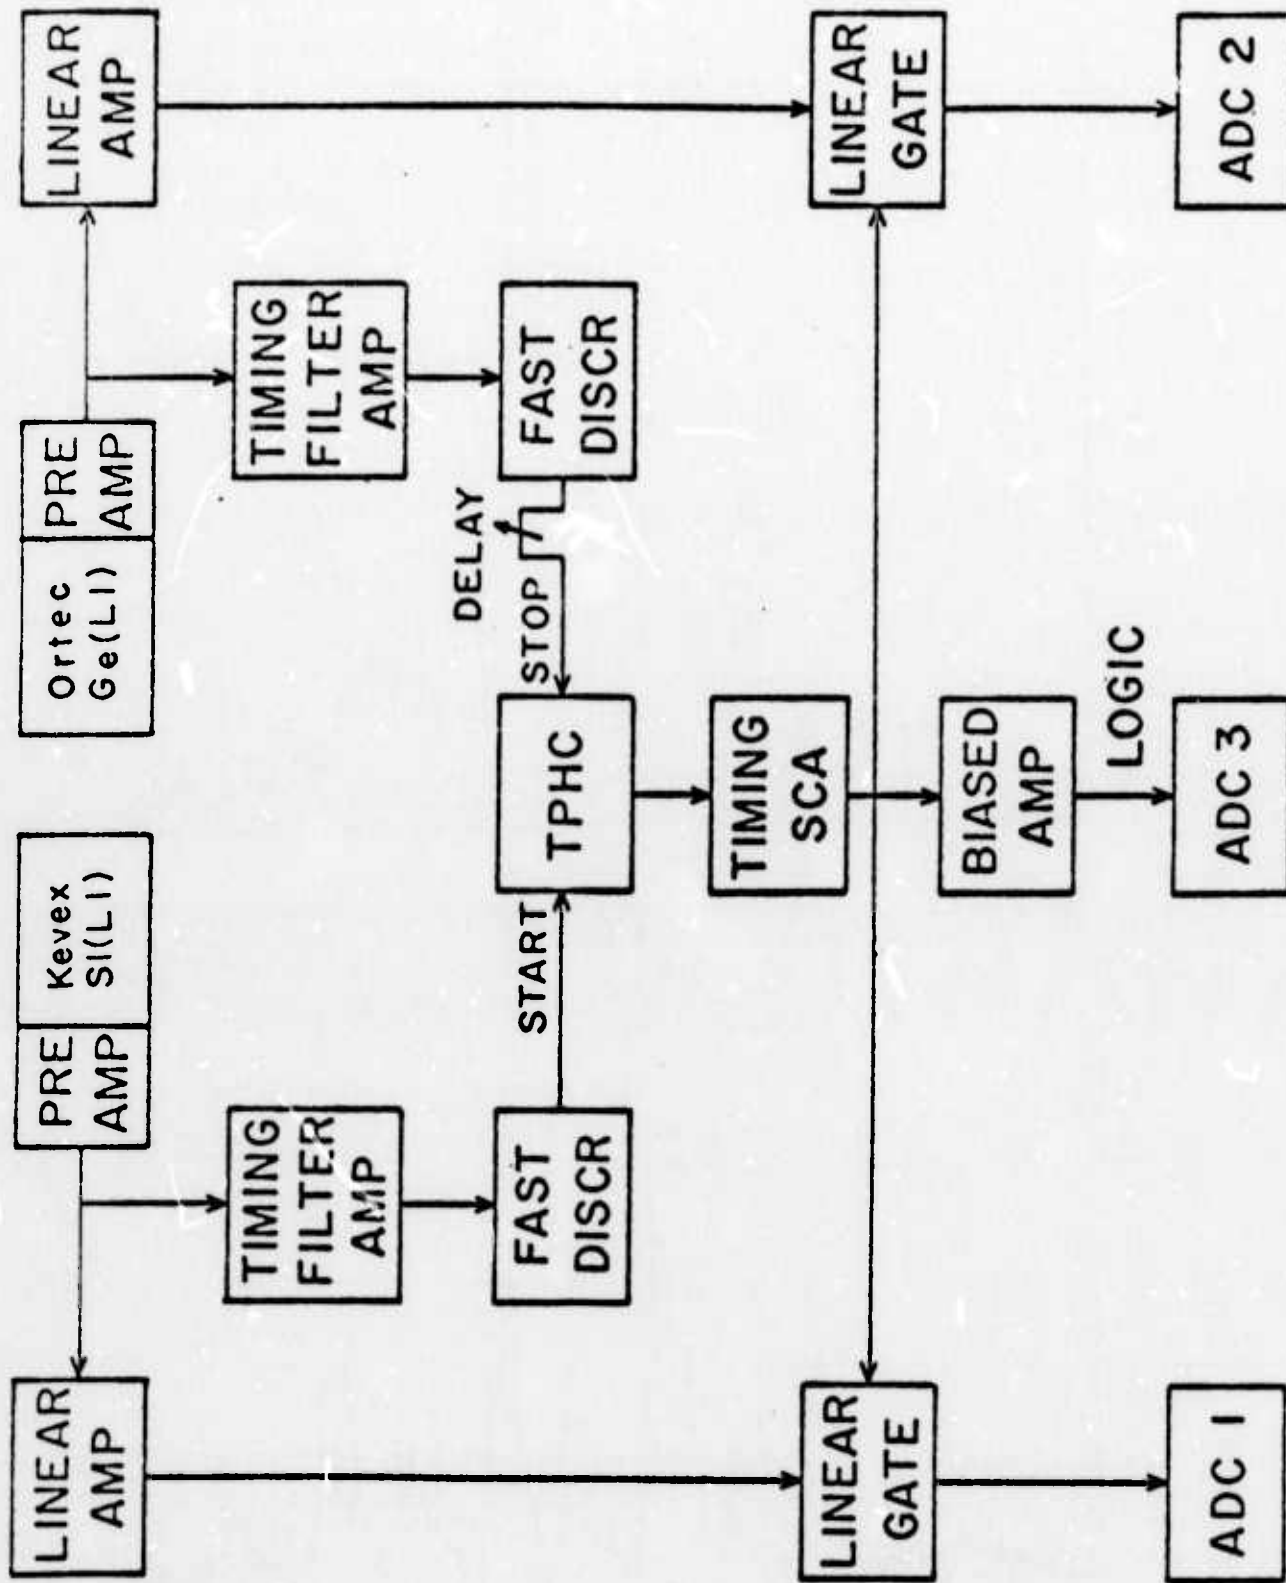 LINEAR
AMP
PRE
AMP
Kevex
SI(LI)
Ortec
Ge(LI)
PRE
AMP
LINEAR
AMP
TIMING
FILTER
AMP
TIMING
FILTER
AMP
FAST
DISCR
START
TPHC
STOP
DELAY
FAST
DISCR
TIMING
SCA
LINEAR
GATE
BIASED
AMP
LINEAR
GATE
LOGIC
ADC 1
ADC 3
ADC 2